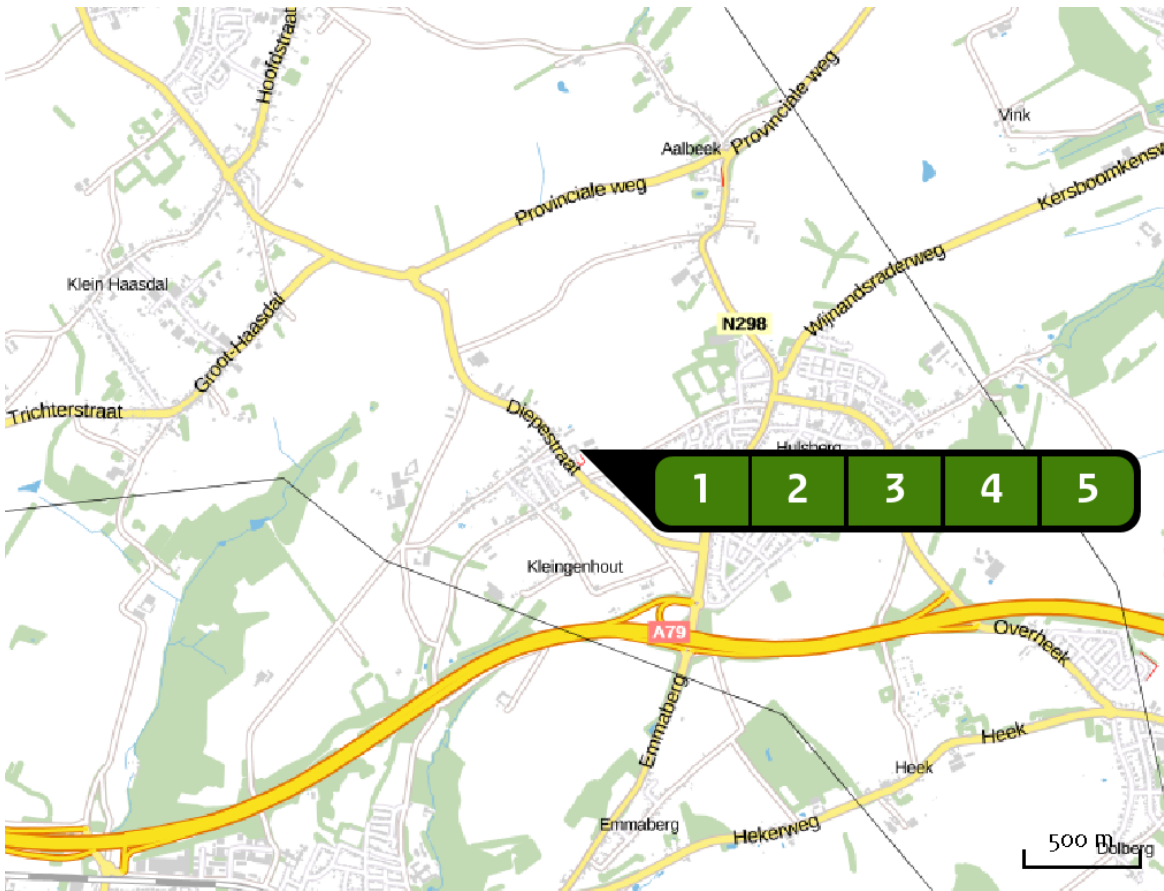 Hoofdstraat
Provinciale weg
Vink
Aalbeek
Kersboomkensw
Provinciale weg
Wijnandsraderweg
Klein Haasdal
N298
Groot-Haasdal
Trichterstraat
Diepestraat
Hulsberg
1 2 3 4 5
Kleingenhout
A79
Overheek
Emmaberg
Heek
Heek
Emmaberg
Hekerweg
500 m
Dolberg